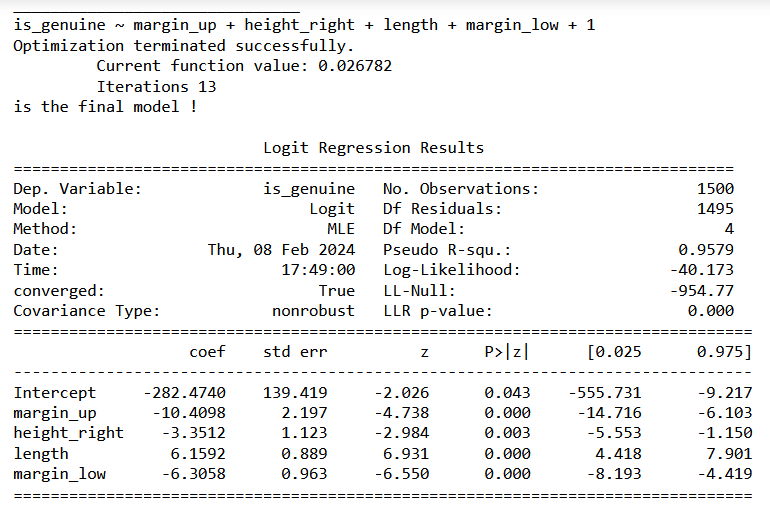 is_genuine ~ margin_up + height_right + length + margin_low + 1
Optimization terminated successfully.
         Current function value: 0.026782
         Iterations 13
is the final model !
                           Logit Regression Results
==============================================================================
Dep. Variable:             is_genuine   No. Observations:                 1500
Model:                          Logit   Df Residuals:                     1495
Method:                           MLE   Df Model:                            4
Date:                Thu, 08 Feb 2024   Pseudo R-squ.:                  0.9579
Time:                        17:49:00   Log-Likelihood:                -40.173
converged:                       True   LL-Null:                       -954.77
Covariance Type:            nonrobust   LLR p-value:                     0.000
================================================================================
                   coef    std err          z      P>|z|      [0.025      0.975]
--------------------------------------------------------------------------------
Intercept     -282.4740    139.419     -2.026      0.043    -555.731      -9.217
margin_up      -10.4098      2.197     -4.738      0.000     -14.716      -6.103
height_right    -3.3512      1.123     -2.984      0.003      -5.553      -1.150
length           6.1592      0.889      6.931      0.000       4.418       7.901
margin_low      -6.3058      0.963     -6.550      0.000      -8.193      -4.419
================================================================================